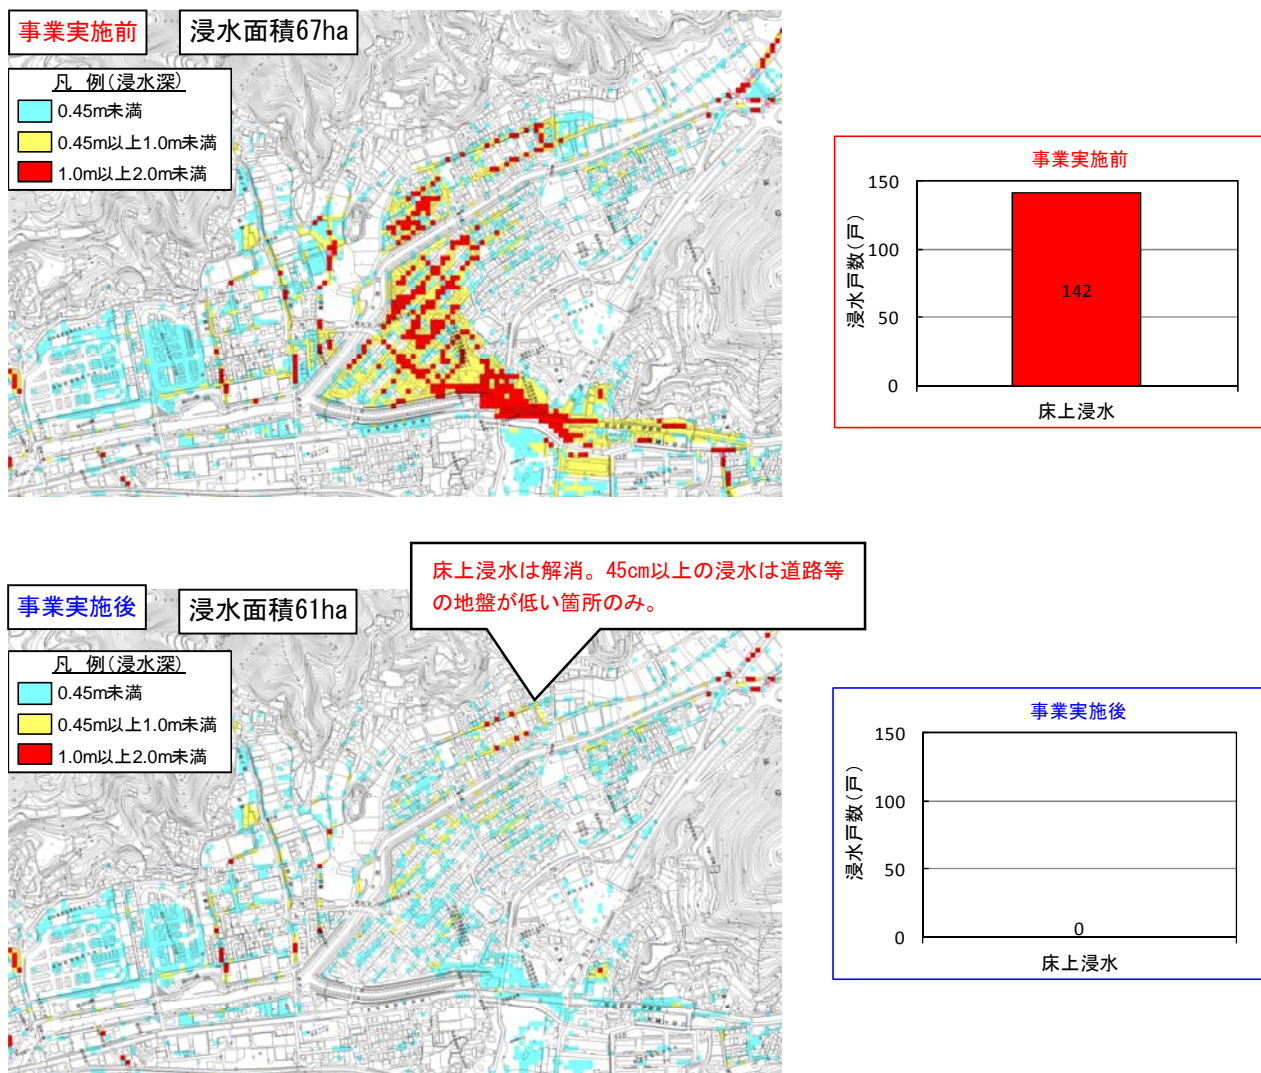 事業実施前
浸水面積67ha
凡 例(浸水深)
0.45m未満
0.45m以上1.0m未満
1.0m以上2.0m未満
事業実施前
浸水戸数(戸)
150
100
50
0
142
床上浸水
床上浸水は解消。45cm以上の浸水は道路等
の地盤が低い箇所のみ。
事業実施後
浸水面積61ha
凡 例(浸水深)
0.45m未満
0.45m以上1.0m未満
1.0m以上2.0m未満
事業実施後
浸水戸数(戸)
150
100
50
0
0
床上浸水